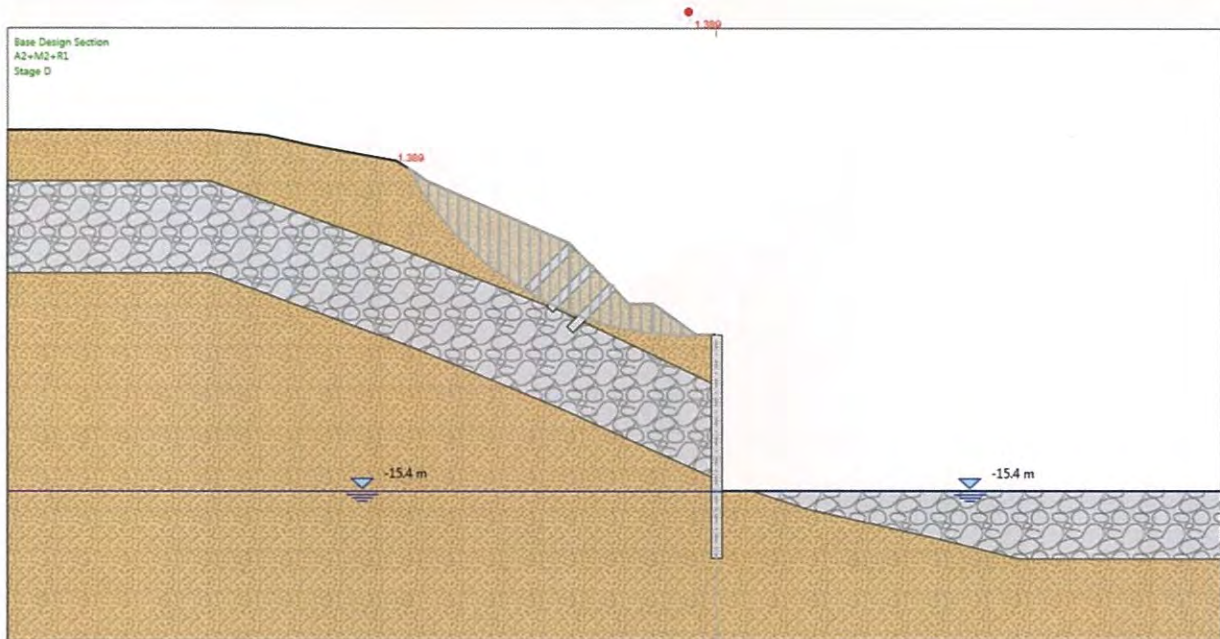 1.389
Base Design Section
A2+M2+R1
Stage D
1.389
-15.4 m
-15.4 m